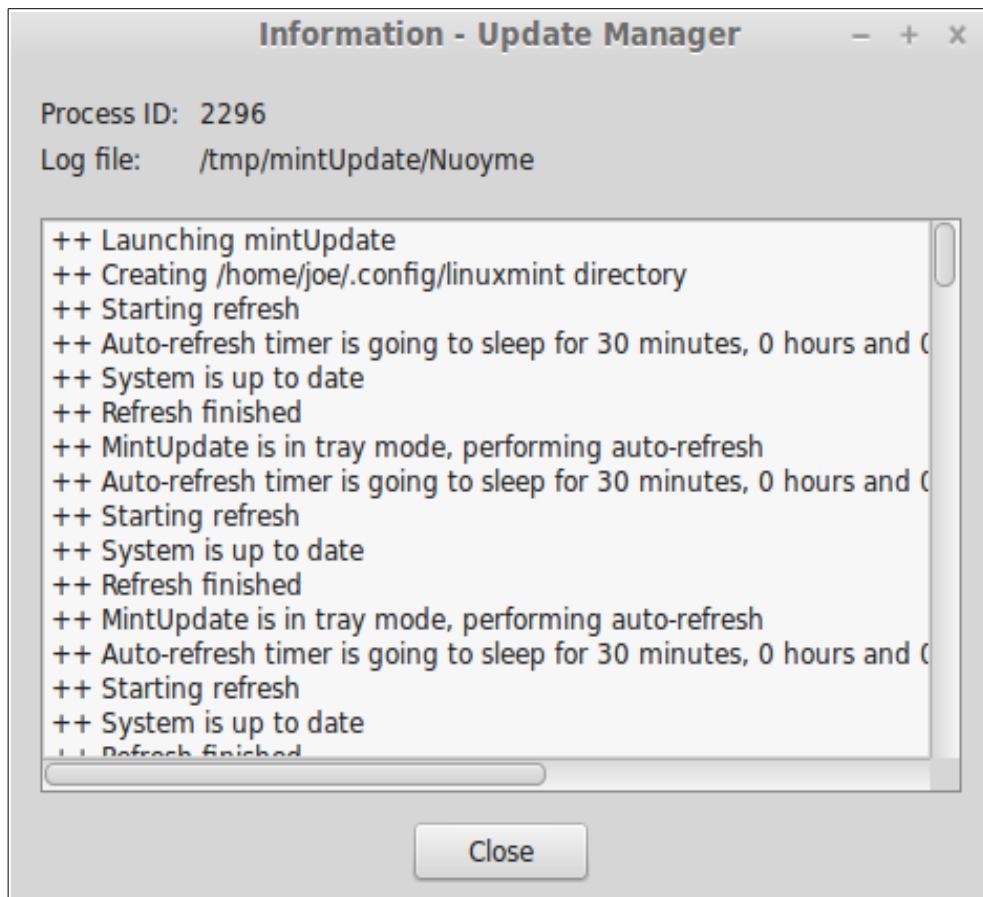 Information - Update Manager
Process ID: 2296
Log file: /tmp/mintUpdate/Nuoyme
++ Launching mintUpdate
++ Creating /home/joe/.config/linuxmint directory
++ Starting refresh
++ Auto-refresh timer is going to sleep for 30 minutes, 0 hours and
++ System is up to date
++ Refresh finished
++ MintUpdate is in tray mode, performing auto-refresh
++ Auto-refresh timer is going to sleep for 30 minutes, 0 hours and
++ Starting refresh
++ System is up to date
++ Refresh finished
++ MintUpdate is in tray mode, performing auto-refresh
++ Auto-refresh timer is going to sleep for 30 minutes, 0 hours and
++ Starting refresh
++ System is up to date
++ Refresh finished
Close